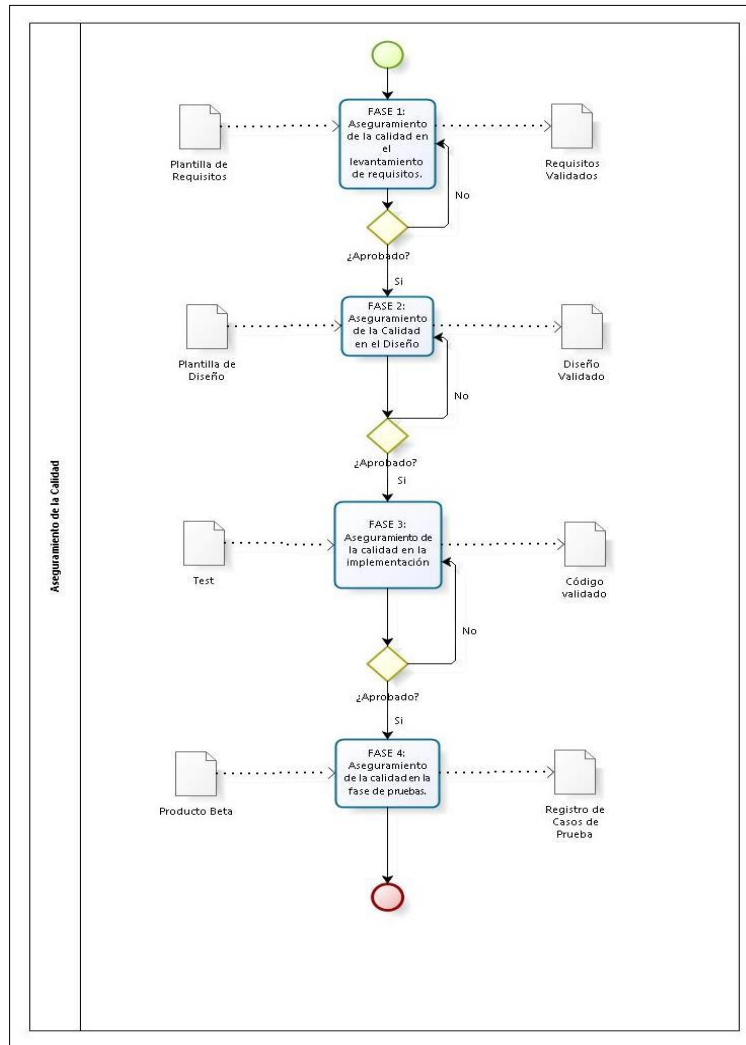 Aseguramiento de la Calidad
FASE 1:
Aseguramiento
de la calidad en
el
levantamiento
de requisitos.
Plantilla de
Requisitos
Requisitos
Validados
No
¿Aprobado?
Si
FASE 2:
Aseguramiento
de la Calidad
en el Diseño
Plantilla de
Diseño
Diseño
Validado
No
¿Aprobado?
Si
FASE 3:
Aseguramiento de
la calidad en la
implementación
Test
Código
validado
No
¿Aprobado?
Si
FASE 4:
Aseguramiento
de la calidad en la
fase de pruebas.
Producto Beta
Registro de
Casos de
Prueba